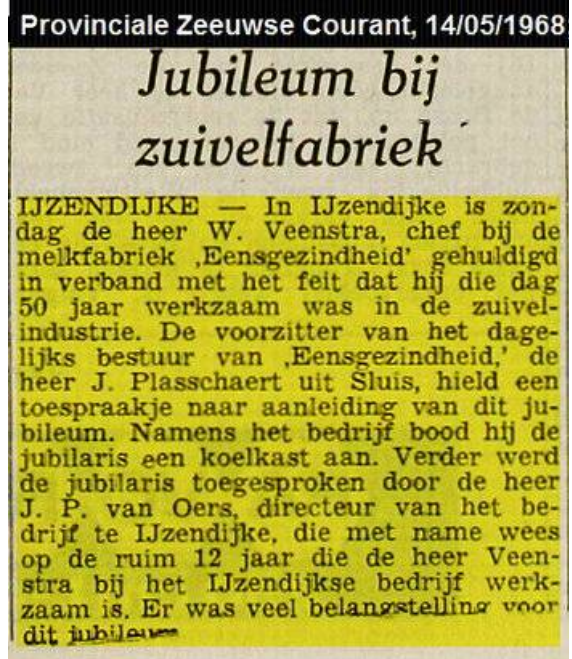 Provinciale Zeeuwse Courant, 14/05/1968
Jubileum bij
zuivelfabriek
IJZENDIJKE — In IJzendijke is zon-
dag de heer W. Veenstra, chef bij de
melkfabriek ‚Eensgezindheid’ gehuldigd
in verband met het feit dat hij die dag
50 jaar werkzaam was in de zuivel-
industrie. De voorzitter van het dage-
lijks bestuur van ‚Eensgezindheid,’ de
heer J. Plasschaert uit Sluis, hield een
toespraakje naar aanleiding van dit ju-
bileum. Namens het bedrijf bood hij de
jubilaris een koelkast aan. Verder werd
de jubilaris toegesproken door de heer
J. P. van Oers, directeur van het be-
drijf te IJzendijke, die met name wees
op de ruim 12 jaar die de heer Veen-
stra bij het IJzendijkse bedrijf werk-
zaam is. Er was veel belangstelling voor
dit jubileum